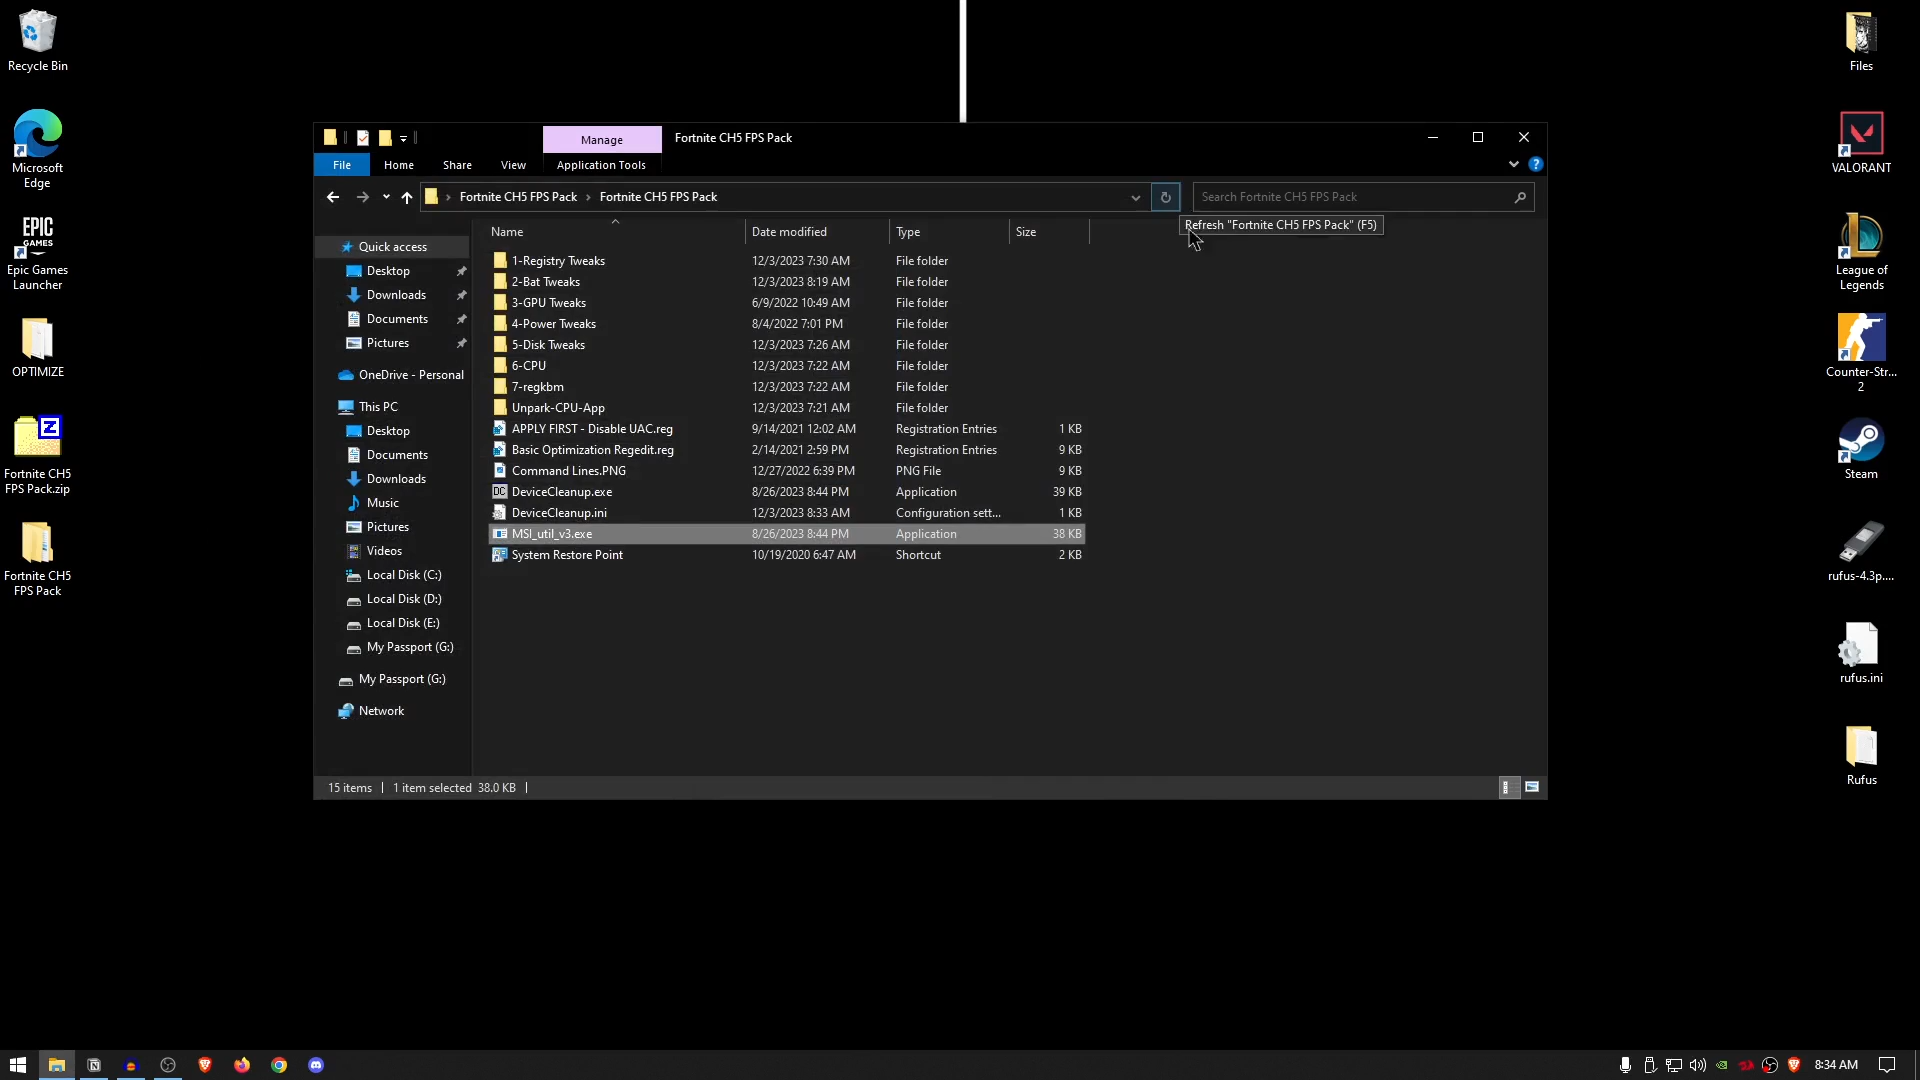 Recycle Bin
Microsoft
Edge
EPIC
GAMES
Epic Games
Launcher
OPTIMIZE
Z
Fortnite CH5
FPS Pack.zip
Fortnite CH5
FPS Pack
Manage
Fortnite CH5 FPS Pack
File
Home
Share
View
Application Tools
?
Fortnite CH5 FPS Pack
Fortnite CH5 FPS Pack
Search Fortnite CH5 FPS Pack
Refresh "Fortnite CH5 FPS Pack" (F5)
Quick access
Desktop
Downloads
Documents
Pictures
OneDrive - Personal
This PC
Desktop
Documents
Downloads
Music
Pictures
Videos
Local Disk (C:)
Local Disk (D:)
Local Disk (E:)
My Passport (G:)
My Passport (G:)
Network
Name Date modified Type Size
1-Registry Tweaks 12/3/2023 7:30 AM File folder
2-Bat Tweaks 12/3/2023 8:19 AM File folder
3-GPU Tweaks 6/9/2022 10:49 AM File folder
4-Power Tweaks 8/4/2022 7:01 PM File folder
5-Disk Tweaks 12/3/2023 7:26 AM File folder
6-CPU 12/3/2023 7:22 AM File folder
7-regkbm 12/3/2023 7:22 AM File folder
Unpark-CPU-App 12/3/2023 7:21 AM File folder
APPLY FIRST - Disable UAC.reg 9/14/2021 12:02 AM Registration Entries 1 KB
Basic Optimization Regedit.reg 2/14/2021 2:59 PM Registration Entries 9 KB
Command Lines.PNG 12/27/2022 6:39 PM PNG File 9 KB
DC DeviceCleanup.exe 8/26/2023 8:44 PM Application 39 KB
DeviceCleanup.ini 12/3/2023 8:33 AM Configuration sett... 1 KB
MSI_util_v3.exe 8/26/2023 8:44 PM Application 38 KB
System Restore Point 10/19/2020 6:47 AM Shortcut 2 KB
15 items
1 item selected 38.0 KB
Files
VALORANT
League of
Legends
Counter-Str...
2
Steam
rufus-4.3p....
rufus.ini
Rufus
8:34 AM